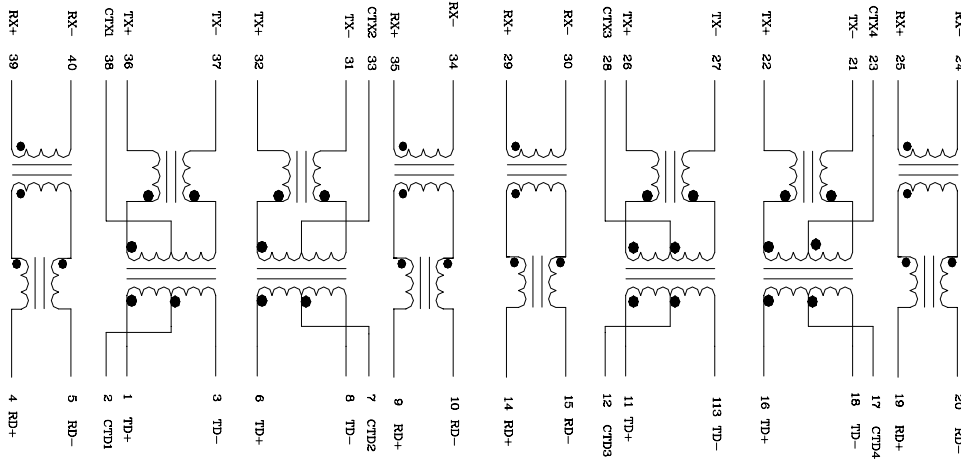 RX+ 39
RX- 40
CTX1 38
TX+ 36
TX- 37
TX+ 32
TX- 31
CTX2 33
RX+ 35
RX- 34
RX+ 29
RX- 30
CTX3 28
TX+ 26
TX- 27
TX+ 22
TX- 21
CTX4 23
RX+ 25
RX- 24
4 RD+
5 RD-
2 CTD1
1 TD+
3 TD-
6 TD+
8 TD-
7 CTD2
9 RD+
10 RD-
14 RD+
15 RD-
12 CTD3
11 TD+
113 TD-
16 TD+
18 TD-
17 CTD4
19 RD+
20 RD-